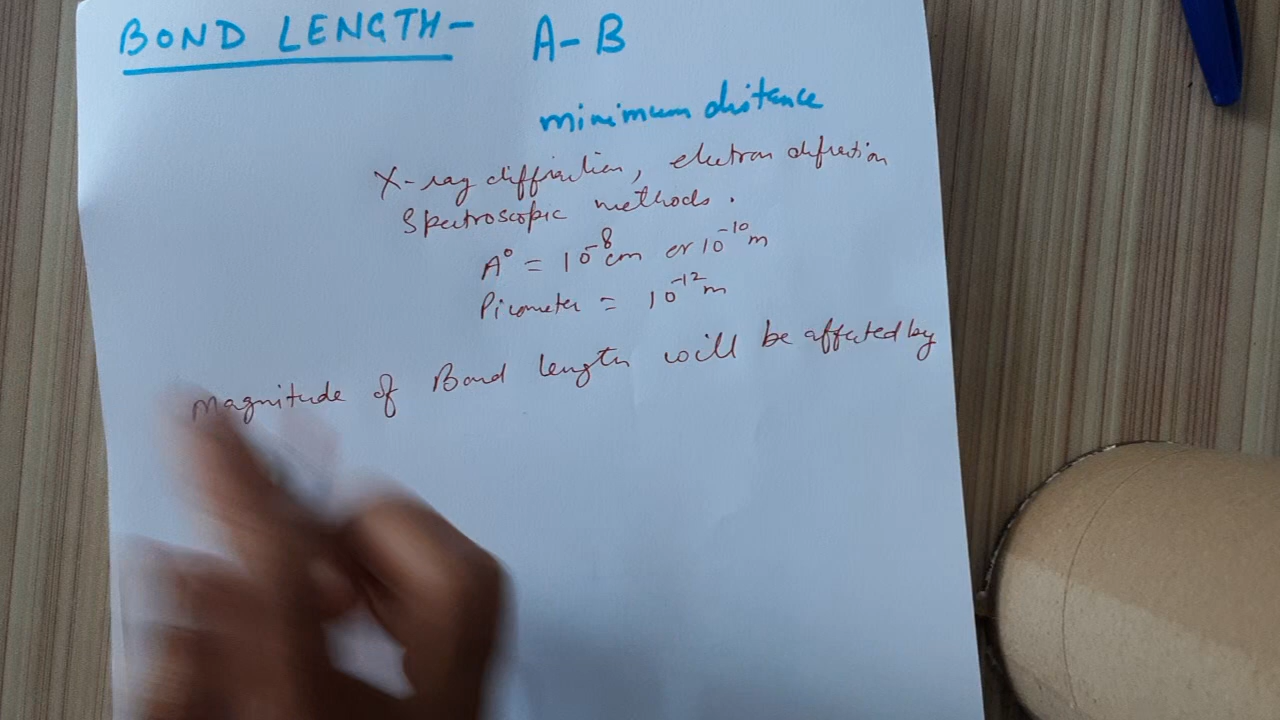 BOND LENGTH- A-B
minimum distance
X-ray diffraction, electron diffraction
Spectroscopic methods.
A° = 10⁻⁸ cm or 10⁻¹⁰ m
Picometer = 10⁻¹² m
Magnitude of Bond length will be affected by